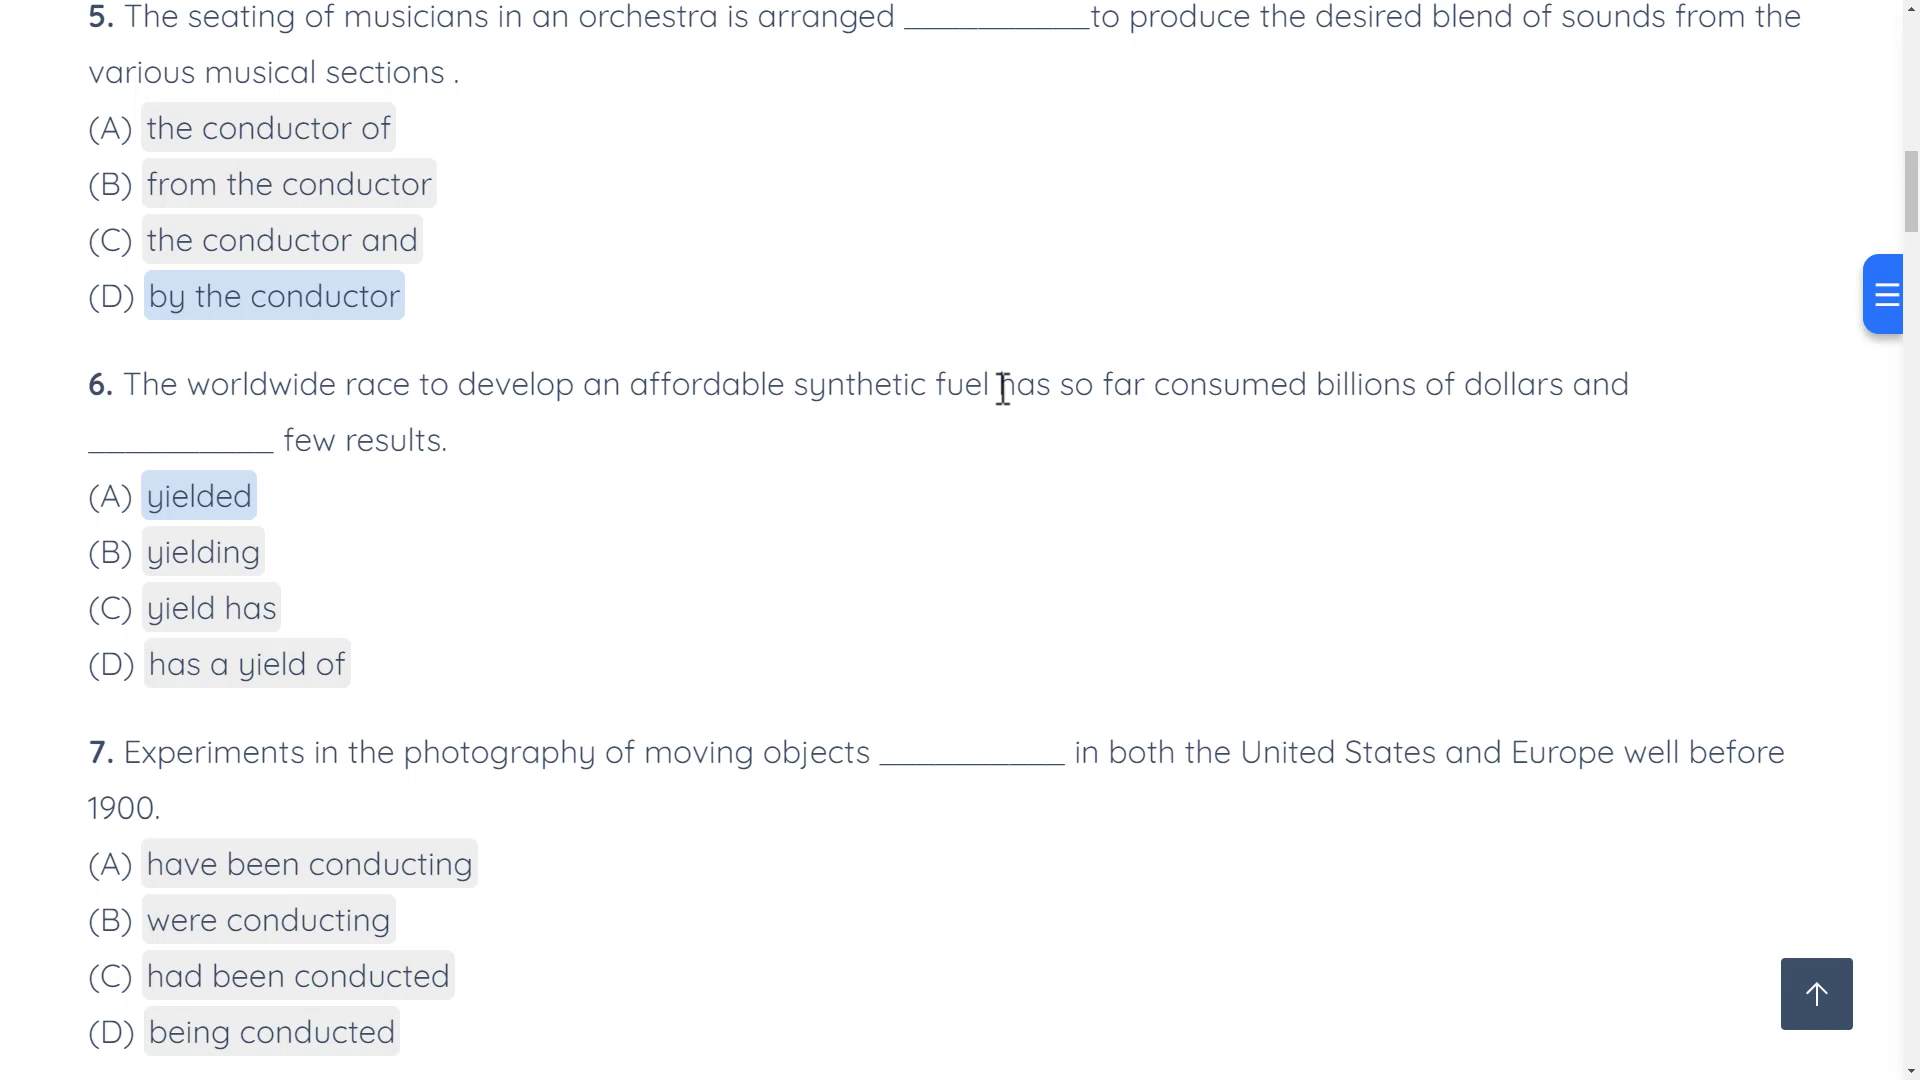 5. The seating of musicians in an orchestra is arranged ___________to produce the desired blend of sounds from the
various musical sections .
(A) the conductor of
(B) from the conductor
(C) the conductor and
(D) by the conductor
6. The worldwide race to develop an affordable synthetic fuel has so far consumed billions of dollars and
___________ few results.
(A) yielded
(B) yielding
(C) yield has
(D) has a yield of
7. Experiments in the photography of moving objects ___________ in both the United States and Europe well before
1900.
(A) have been conducting
(B) were conducting
(C) had been conducted
(D) being conducted